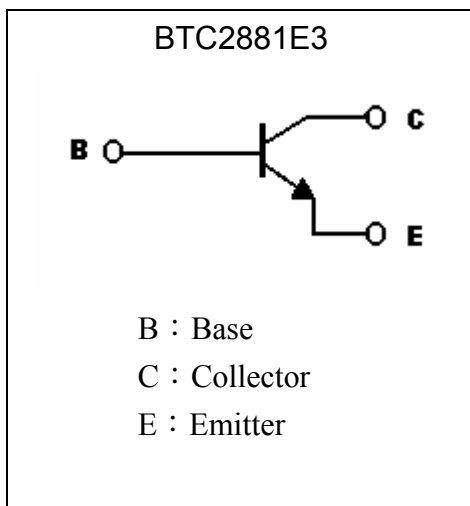 BTC2881E3
C
B
E
B：Base
C：Collector
E：Emitter